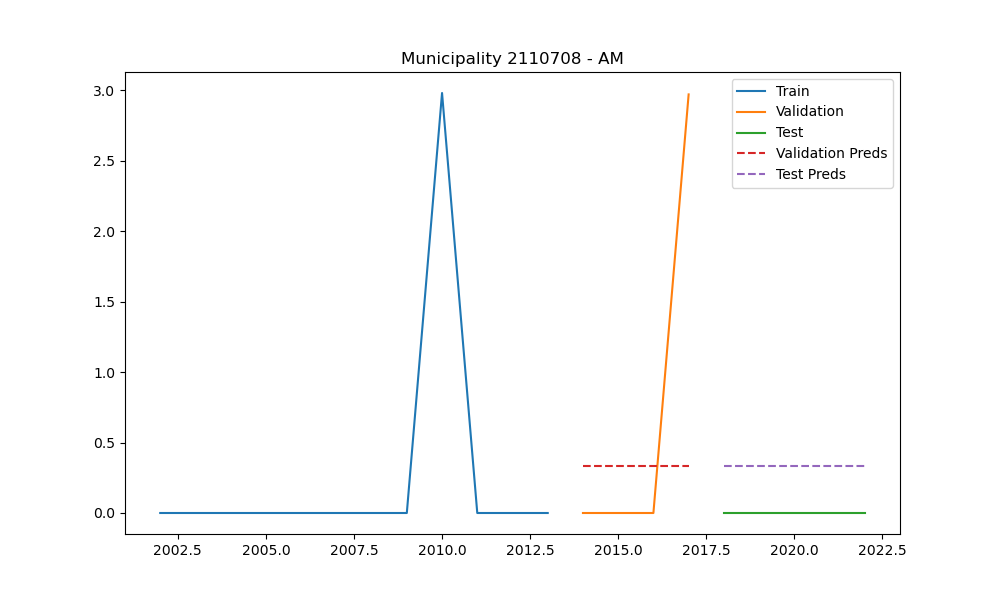 Municipality 2110708 - AM
3.0
2.5
2.0
1.5
1.0
0.5
0.0
2002.5 2005.0 2007.5 2010.0 2012.5 2015.0 2017.5 2020.0 2022.5
Train
Validation
Test
Validation Preds
Test Preds